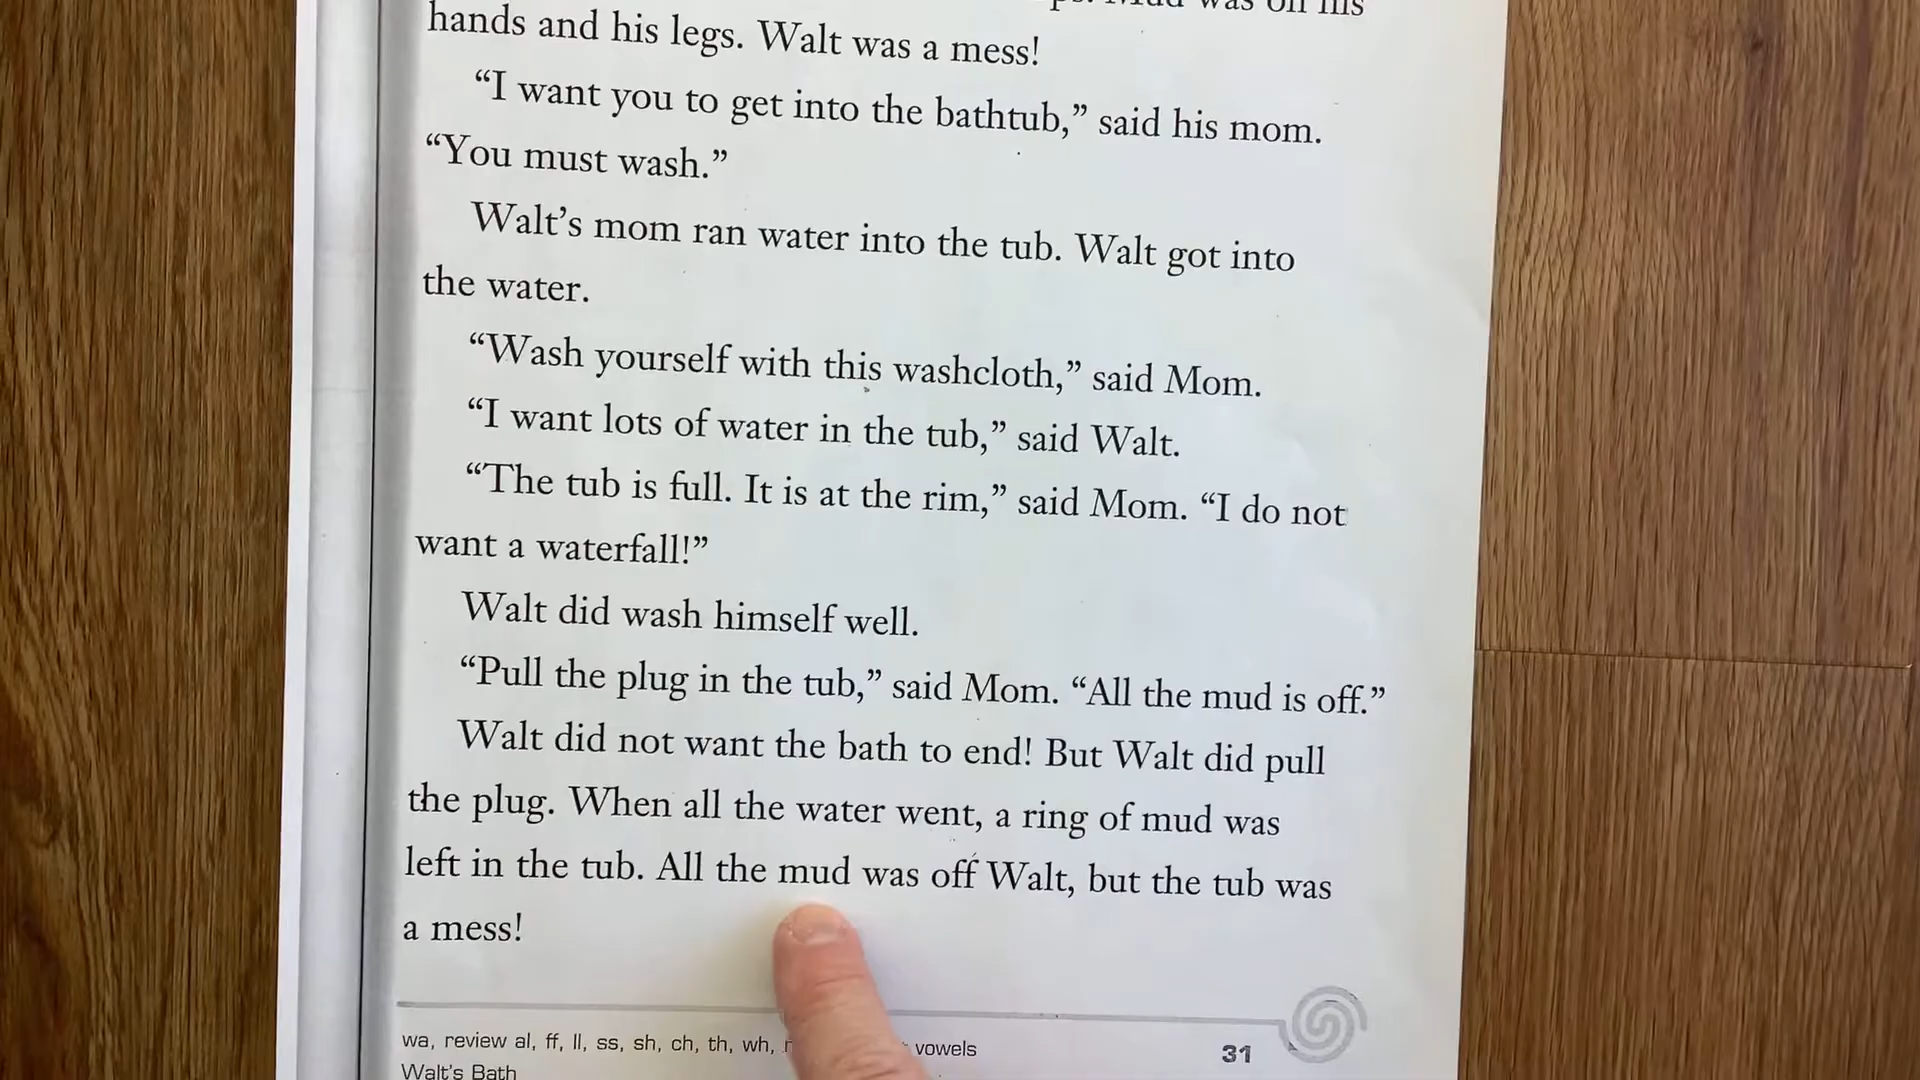 Mud was on his
hands and his legs. Walt was a mess!
“I want you to get into the bathtub,” said his mom.
“You must wash.”
Walt’s mom ran water into the tub. Walt got into
the water.
“Wash yourself with this washcloth,” said Mom.
“I want lots of water in the tub,” said Walt.
“The tub is full. It is at the rim,” said Mom. “I do not
want a waterfall!”
Walt did wash himself well.
“Pull the plug in the tub,” said Mom. “All the mud is off.”
Walt did not want the bath to end! But Walt did pull
the plug. When all the water went, a ring of mud was
left in the tub. All the mud was off Walt, but the tub was
a mess!
wa, review al, ff, ll, ss, sh, ch, th, wh, vowels
31
Walt's Bath